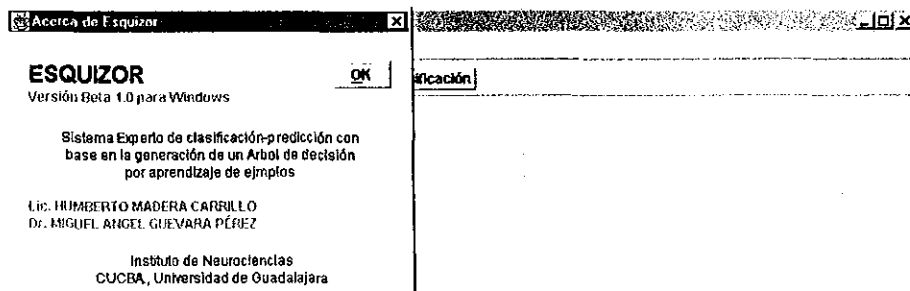 Acerca de Esquizor
ESQUIZOR
OK
ificación
Versión Beta 1.0 para Windows
Sistema Experto de clasificación-predicción con
base en la generación de un Arbol de decisión
por aprendizaje de ejmplos
Lic. HUMBERTO MADERA CARRILLO
Dr. MIGUEL ANGEL GUEVARA PÉREZ
Instituto de Neurociencias
CUCBA, Universidad de Guadalajara